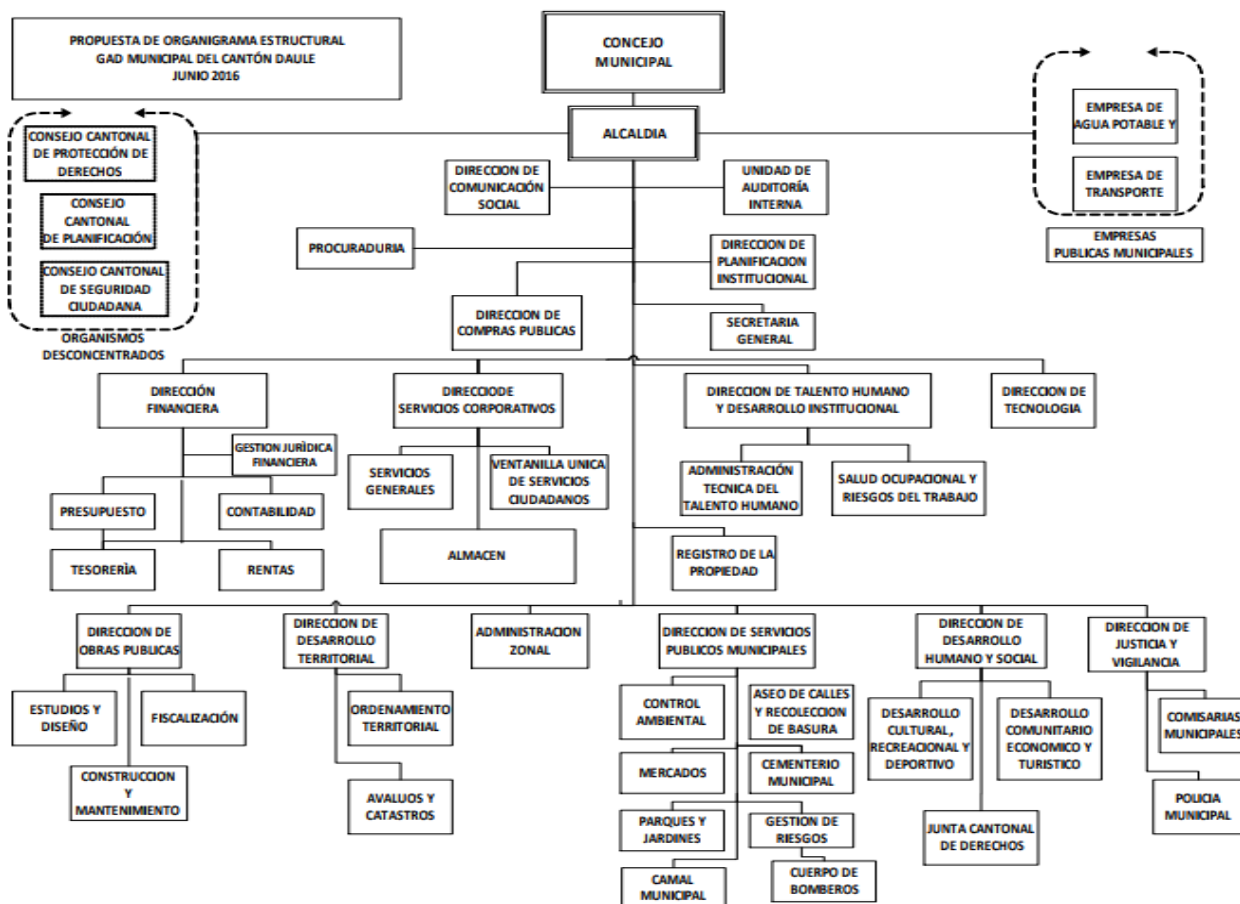 PROPUESTA DE ORGANIGRAMA ESTRUCTURAL
GAD MUNICIPAL DEL CANTÓN DAULE
JUNIO 2016
CONCEJO
MUNICIPAL
ALCALDIA
CONSEJO CANTONAL
DE PROTECCIÓN DE
DERECHOS
CONSEJO
CANTONAL
DE PLANIFICACIÓN
CONSEJO CANTONAL
DE SEGURIDAD
CIUDADANA
ORGANISMOS
DESCONCENTRADOS
EMPRESA DE
AGUA POTABLE Y
EMPRESA DE
TRANSPORTE
EMPRESAS
PUBLICAS MUNICIPALES
DIRECCION DE
COMUNICACIÓN
SOCIAL
UNIDAD DE
AUDITORÍA
INTERNA
PROCURADURIA
DIRECCION DE
PLANIFICACION
INSTITUCIONAL
DIRECCION DE
COMPRAS PUBLICAS
SECRETARIA
GENERAL
DIRECCIÓN
FINANCIERA
DIRECCIODE
SERVICIOS CORPORATIVOS
DIRECCION DE TALENTO HUMANO
Y DESARROLLO INSTITUCIONAL
DIRECCION DE
TECNOLOGIA
GESTION JURÌDICA
FINANCIERA
PRESUPUESTO
CONTABILIDAD
TESORERÌA
RENTAS
SERVICIOS
GENERALES
VENTANILLA UNICA
DE SERVICIOS
CIUDADANOS
ALMACEN
ADMINISTRACIÓN
TECNICA DEL
TALENTO HUMANO
SALUD OCUPACIONAL Y
RIESGOS DEL TRABAJO
REGISTRO DE LA
PROPIEDAD
DIRECCION DE
OBRAS PUBLICAS
DIRECCION DE
DESARROLLO
TERRITORIAL
ADMINISTRACION
ZONAL
DIRECCION DE SERVICIOS
PUBLICOS MUNICIPALES
DIRECCION DE
DESARROLLO
HUMANO Y SOCIAL
DIRECCION DE
JUSTICIA Y
VIGILANCIA
ESTUDIOS Y
DISEÑO
FISCALIZACIÓN
CONSTRUCCION
Y
MANTENIMIENTO
ORDENAMIENTO
TERRITORIAL
AVALUOS Y
CATASTROS
CONTROL
AMBIENTAL
ASEO DE CALLES
Y RECOLECCION
DE BASURA
MERCADOS
CEMENTERIO
MUNICIPAL
PARQUES Y
JARDINES
GESTION DE
RIESGOS
CAMAL
MUNICIPAL
CUERPO DE
BOMBEROS
DESARROLLO
CULTURAL,
RECREACIONAL Y
DEPORTIVO
DESARROLLO
COMUNITARIO
ECONOMICO Y
TURISTICO
JUNTA CANTONAL
DE DERECHOS
COMISARIAS
MUNICIPALES
POLICIA
MUNICIPAL